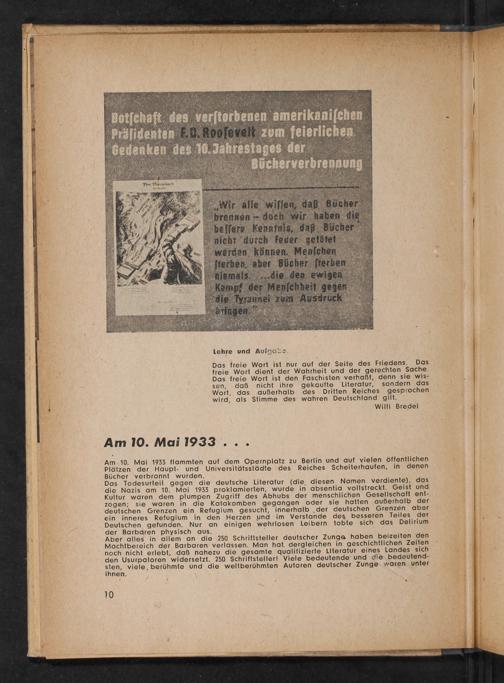 Botschaft des verstorbenen amerikanischen
Präsidenten F.D. Roosevelt zum feierlichen
Gedenken des 10. Jahrestages der
Bücherverbrennung
„Wir alle wissen, daß Bücher
brennen – doch wir haben die
bessere Kenntnis, daß Bücher
nicht durch Feuer getötet
werden können. Menschen
sterben, aber Bücher sterben
niemals. ...die den ewigen
Kampf der Menschheit gegen
die Tyrannei zum Ausdruck
bringen."
Lehre und Aufgabe.
Das freie Wort ist nur auf der Seite des Friedens. Das
freie Wort dient der Wahrheit und der gerechten Sache.
Das freie Wort ist den Faschisten verhaßt, denn sie wis-
sen, daß nicht ihre gekaufte Literatur, sondern das
Wort, das außerhalb des Dritten Reiches gesprochen
wird, als Stimme des wahren Deutschland gilt.
Willi Bredel
Am 10. Mai 1933 . . .
Am 10. Mai 1933 flammten auf dem Opernplatz zu Berlin und auf vielen öffentlichen
Plätzen der Haupt- und Universitätsstädte des Reiches Scheiterhaufen, in denen
Bücher verbrannt wurden.
Das Todesurteil gegen die deutsche Literatur (die diesen Namen verdiente), das
die Nazis am 10. Mai 1933 proklamierten, wurde in absentia vollstreckt. Geist und
Kultur waren dem plumpen Zugriff des Abhubs der menschlichen Gesellschaft ent-
zogen; sie waren in die Katakomben gegangen oder sie hatten außerhalb der
deutschen Grenzen ein Refugium gesucht, innerhalb der deutschen Grenzen aber
ein inneres Refugium in den Herzen und im Verstande des besseren Teiles der
Deutschen gefunden. Nur an einigen wehrlosen Leibern tobte sich das Delirium
der Barbaren physisch aus.
Aber alles in allem an die 250 Schriftsteller deutscher Zunge haben beizeiten den
Machtbereich der Barbaren verlassen. Man hat dergleichen in geschichtlichen Zeiten
noch nicht erlebt, daß nahezu die gesamte qualifizierte Literatur eines Landes sich
den Usurpatoren widersetzt. 250 Schriftsteller! Viele bedeutende und die bedeutend-
sten, viele berühmte und die weltberühmten Autoren deutscher Zunge waren unter
ihnen.
10